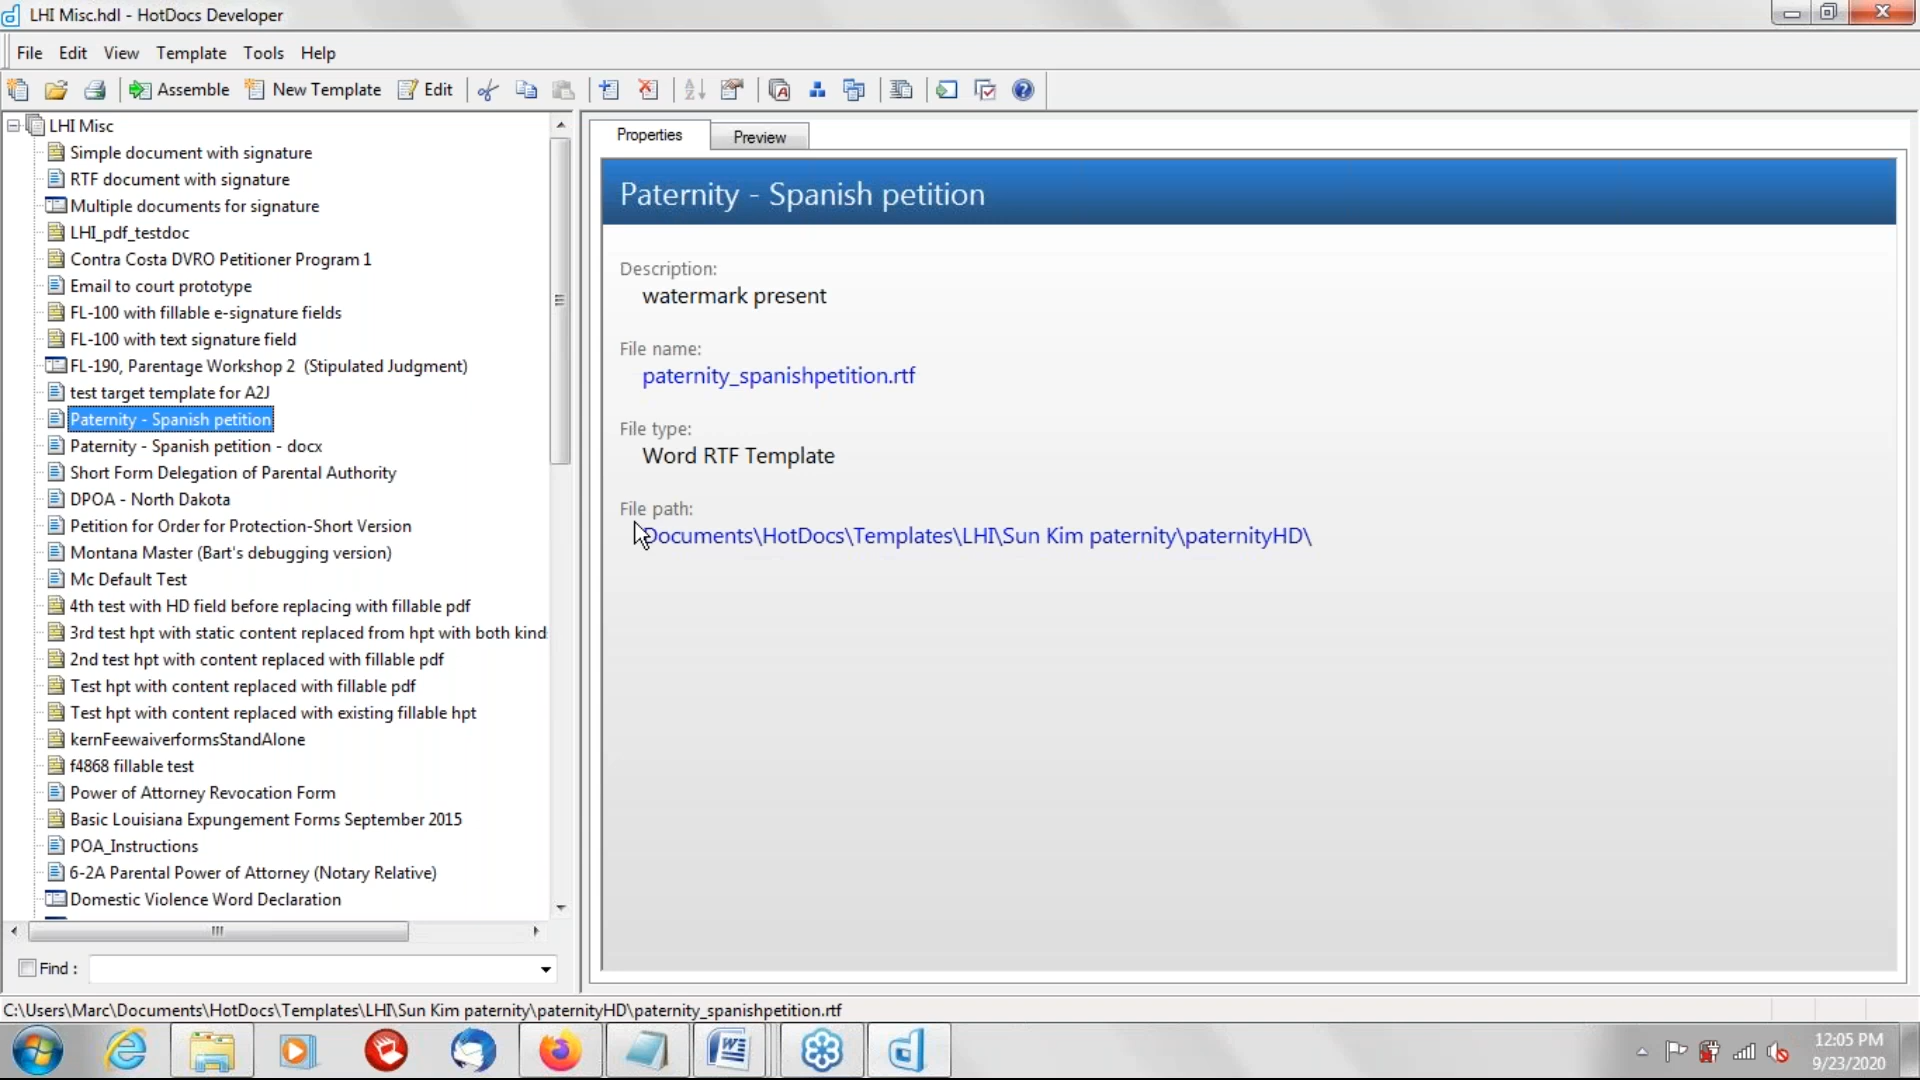 LHI Misc.hdl - HotDocs Developer
File Edit View Template Tools Help
Assemble New Template Edit
LHI Misc
Simple document with signature
RTF document with signature
Multiple documents for signature
LHI_pdf_testdoc
Contra Costa DVRO Petitioner Program 1
Email to court prototype
FL-100 with fillable e-signature fields
FL-100 with text signature field
FL-190, Parentage Workshop 2 (Stipulated Judgment)
test target template for A2J
Paternity - Spanish petition
Paternity - Spanish petition - docx
Short Form Delegation of Parental Authority
DPOA - North Dakota
Petition for Order for Protection-Short Version
Montana Master (Bart's debugging version)
Mc Default Test
4th test with HD field before replacing with fillable pdf
3rd test hpt with static content replaced from hpt with both kind
2nd test hpt with content replaced with fillable pdf
Test hpt with content replaced with fillable pdf
Test hpt with content replaced with existing fillable hpt
kernFeewaiverformsStandAlone
f4868 fillable test
Power of Attorney Revocation Form
Basic Louisiana Expungement Forms September 2015
POA_Instructions
6-2A Parental Power of Attorney (Notary Relative)
Domestic Violence Word Declaration
Find :
Properties Preview
Paternity - Spanish petition
Description:
watermark present
File name:
paternity_spanishpetition.rtf
File type:
Word RTF Template
File path:
Documents\HotDocs\Templates\LHI\Sun Kim paternity\paternityHD\
C:\Users\Marc\Documents\HotDocs\Templates\LHI\Sun Kim paternity\paternityHD\paternity_spanishpetition.rtf
12:05 PM
9/23/2020